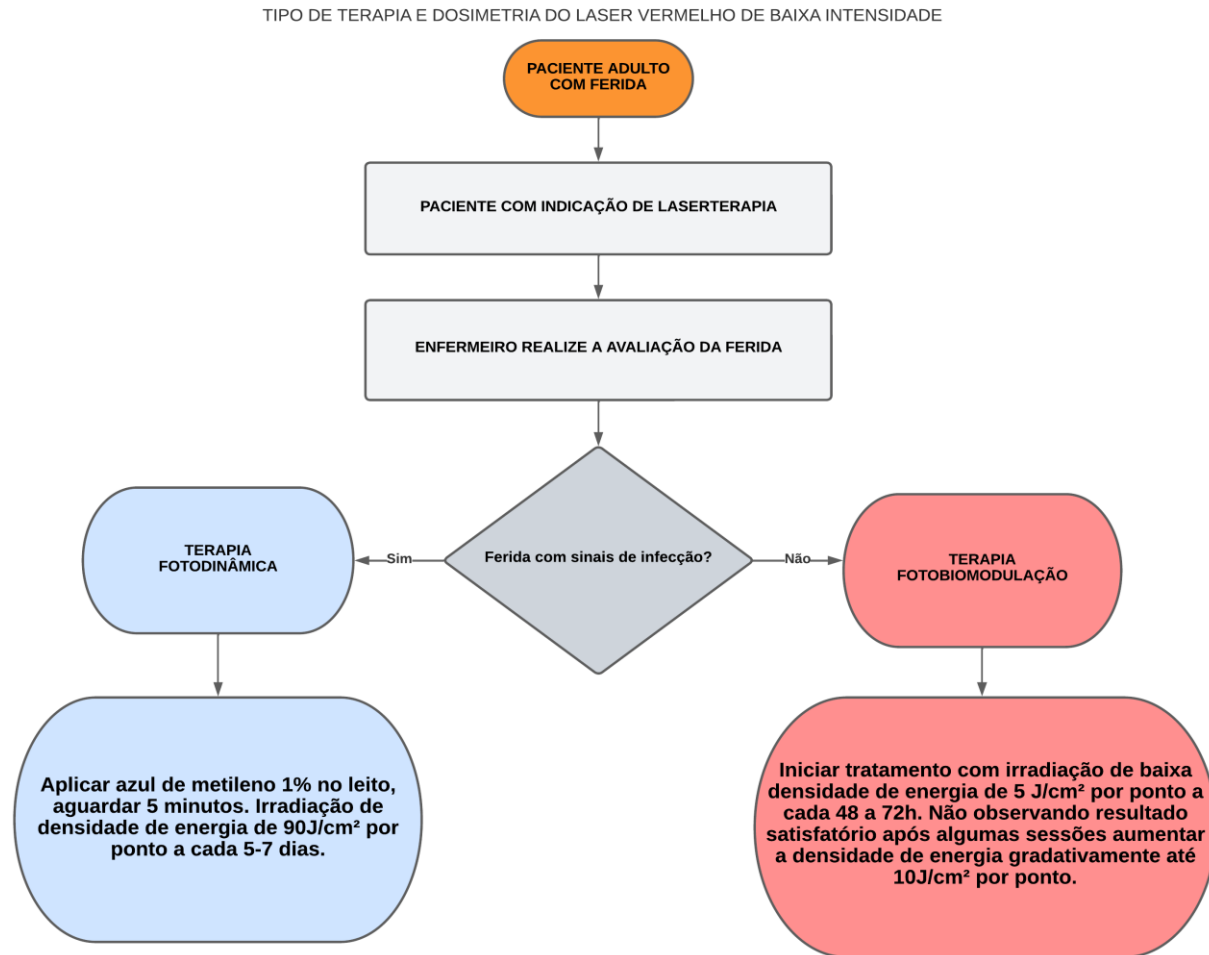 TIPO DE TERAPIA E DOSIMETRIA DO LASER VERMELHO DE BAIXA INTENSIDADE
PACIENTE ADULTO
COM FERIDA
PACIENTE COM INDICAÇÃO DE LASERTERAPIA
ENFERMEIRO REALIZE A AVALIAÇÃO DA FERIDA
Ferida com sinais de infecção?
Sim
Não
TERAPIA
FOTODINÂMICA
TERAPIA
FOTOBIOMODULAÇÃO
Aplicar azul de metileno 1% no leito,
aguardar 5 minutos. Irradiação de
densidade de energia de 90J/cm² por
ponto a cada 5-7 dias.
Iniciar tratamento com irradiação de baixa
densidade de energia de 5 J/cm² por ponto a
cada 48 a 72h. Não observando resultado
satisfatório após algumas sessões aumentar
a densidade de energia gradativamente até
10J/cm² por ponto.